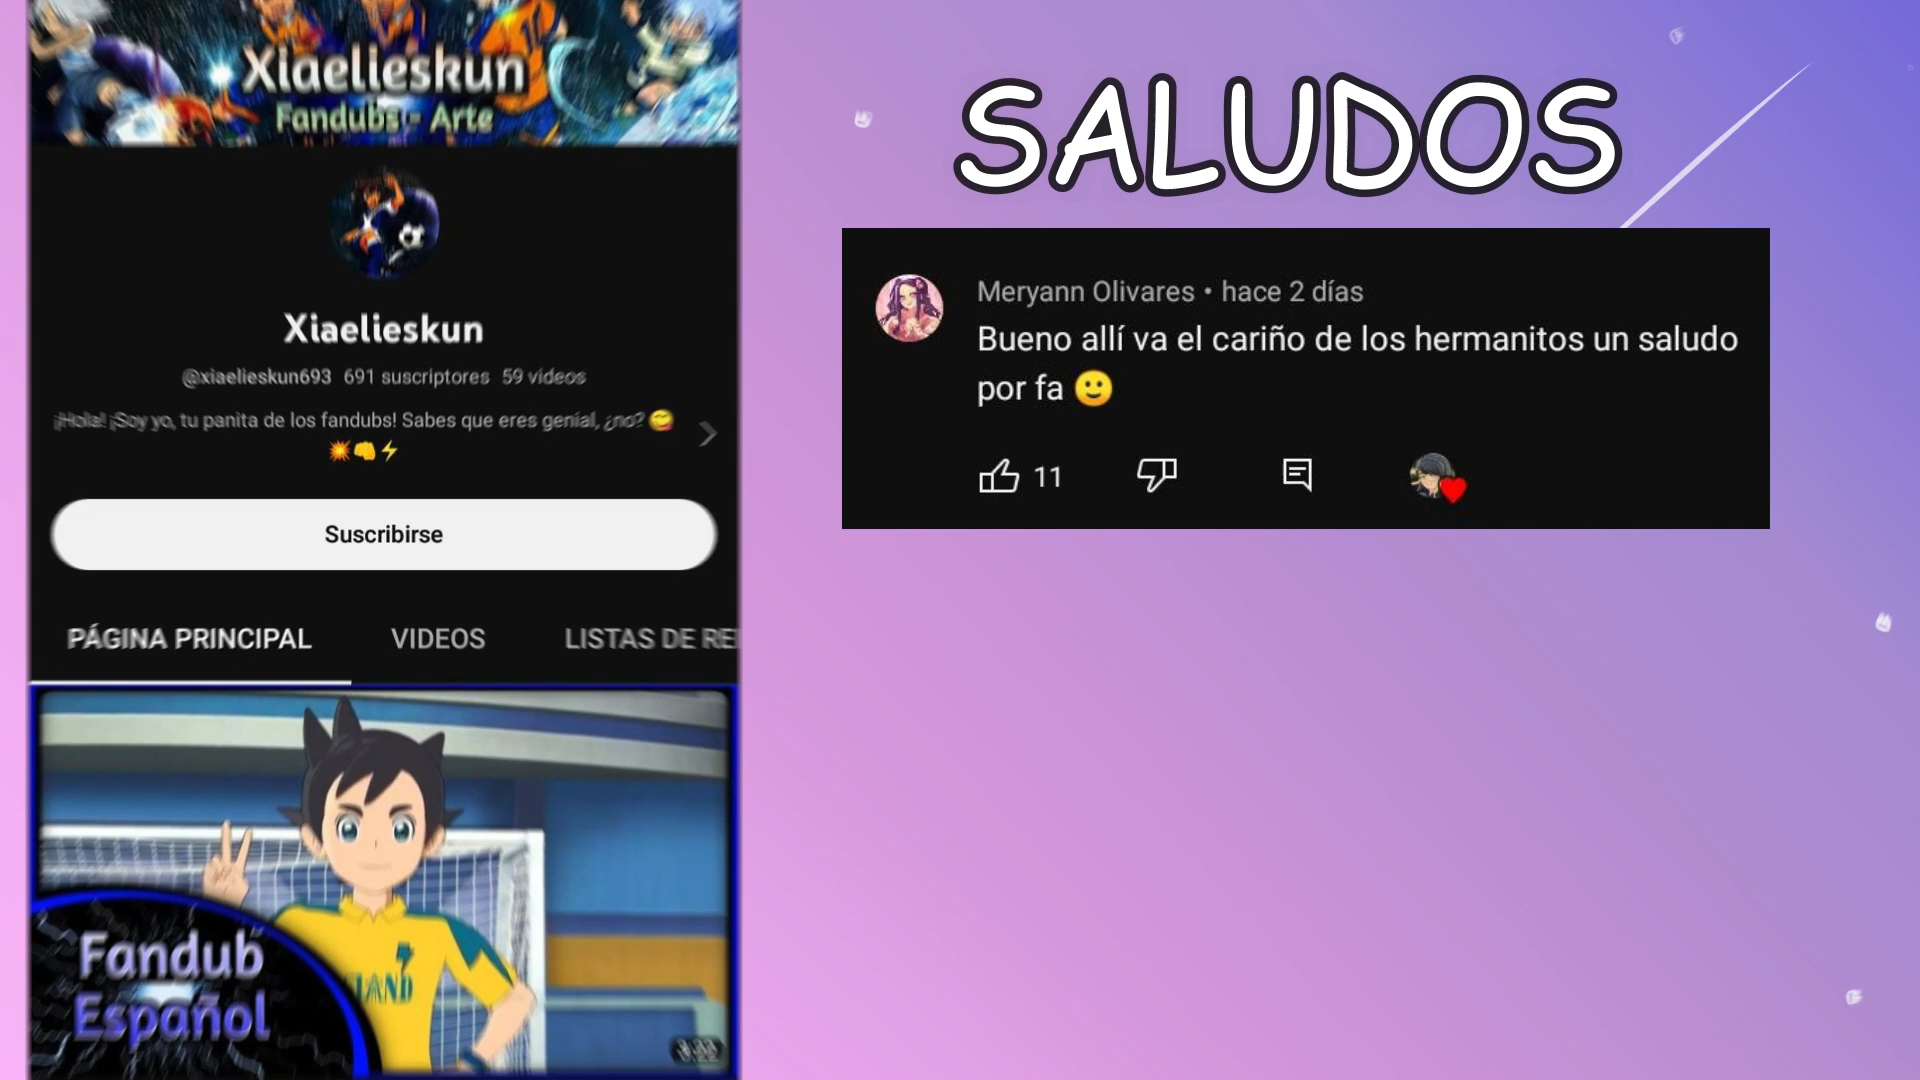 Xiaelieskun
Fandubs - Arte
Xiaelieskun
@xiaelieskun693 691 suscriptores 59 videos
¡Hola! ¡Soy yo, tu panita de los fandubs! Sabes que eres genial, ¿no? 😋
💥👊⚡
Suscribirse
PÁGINA PRINCIPAL VIDEOS LISTAS DE RE
Fandub
Español
SALUDOS
Meryann Olivares • hace 2 días
Bueno allí va el cariño de los hermanitos un saludo
por fa 🙂
11